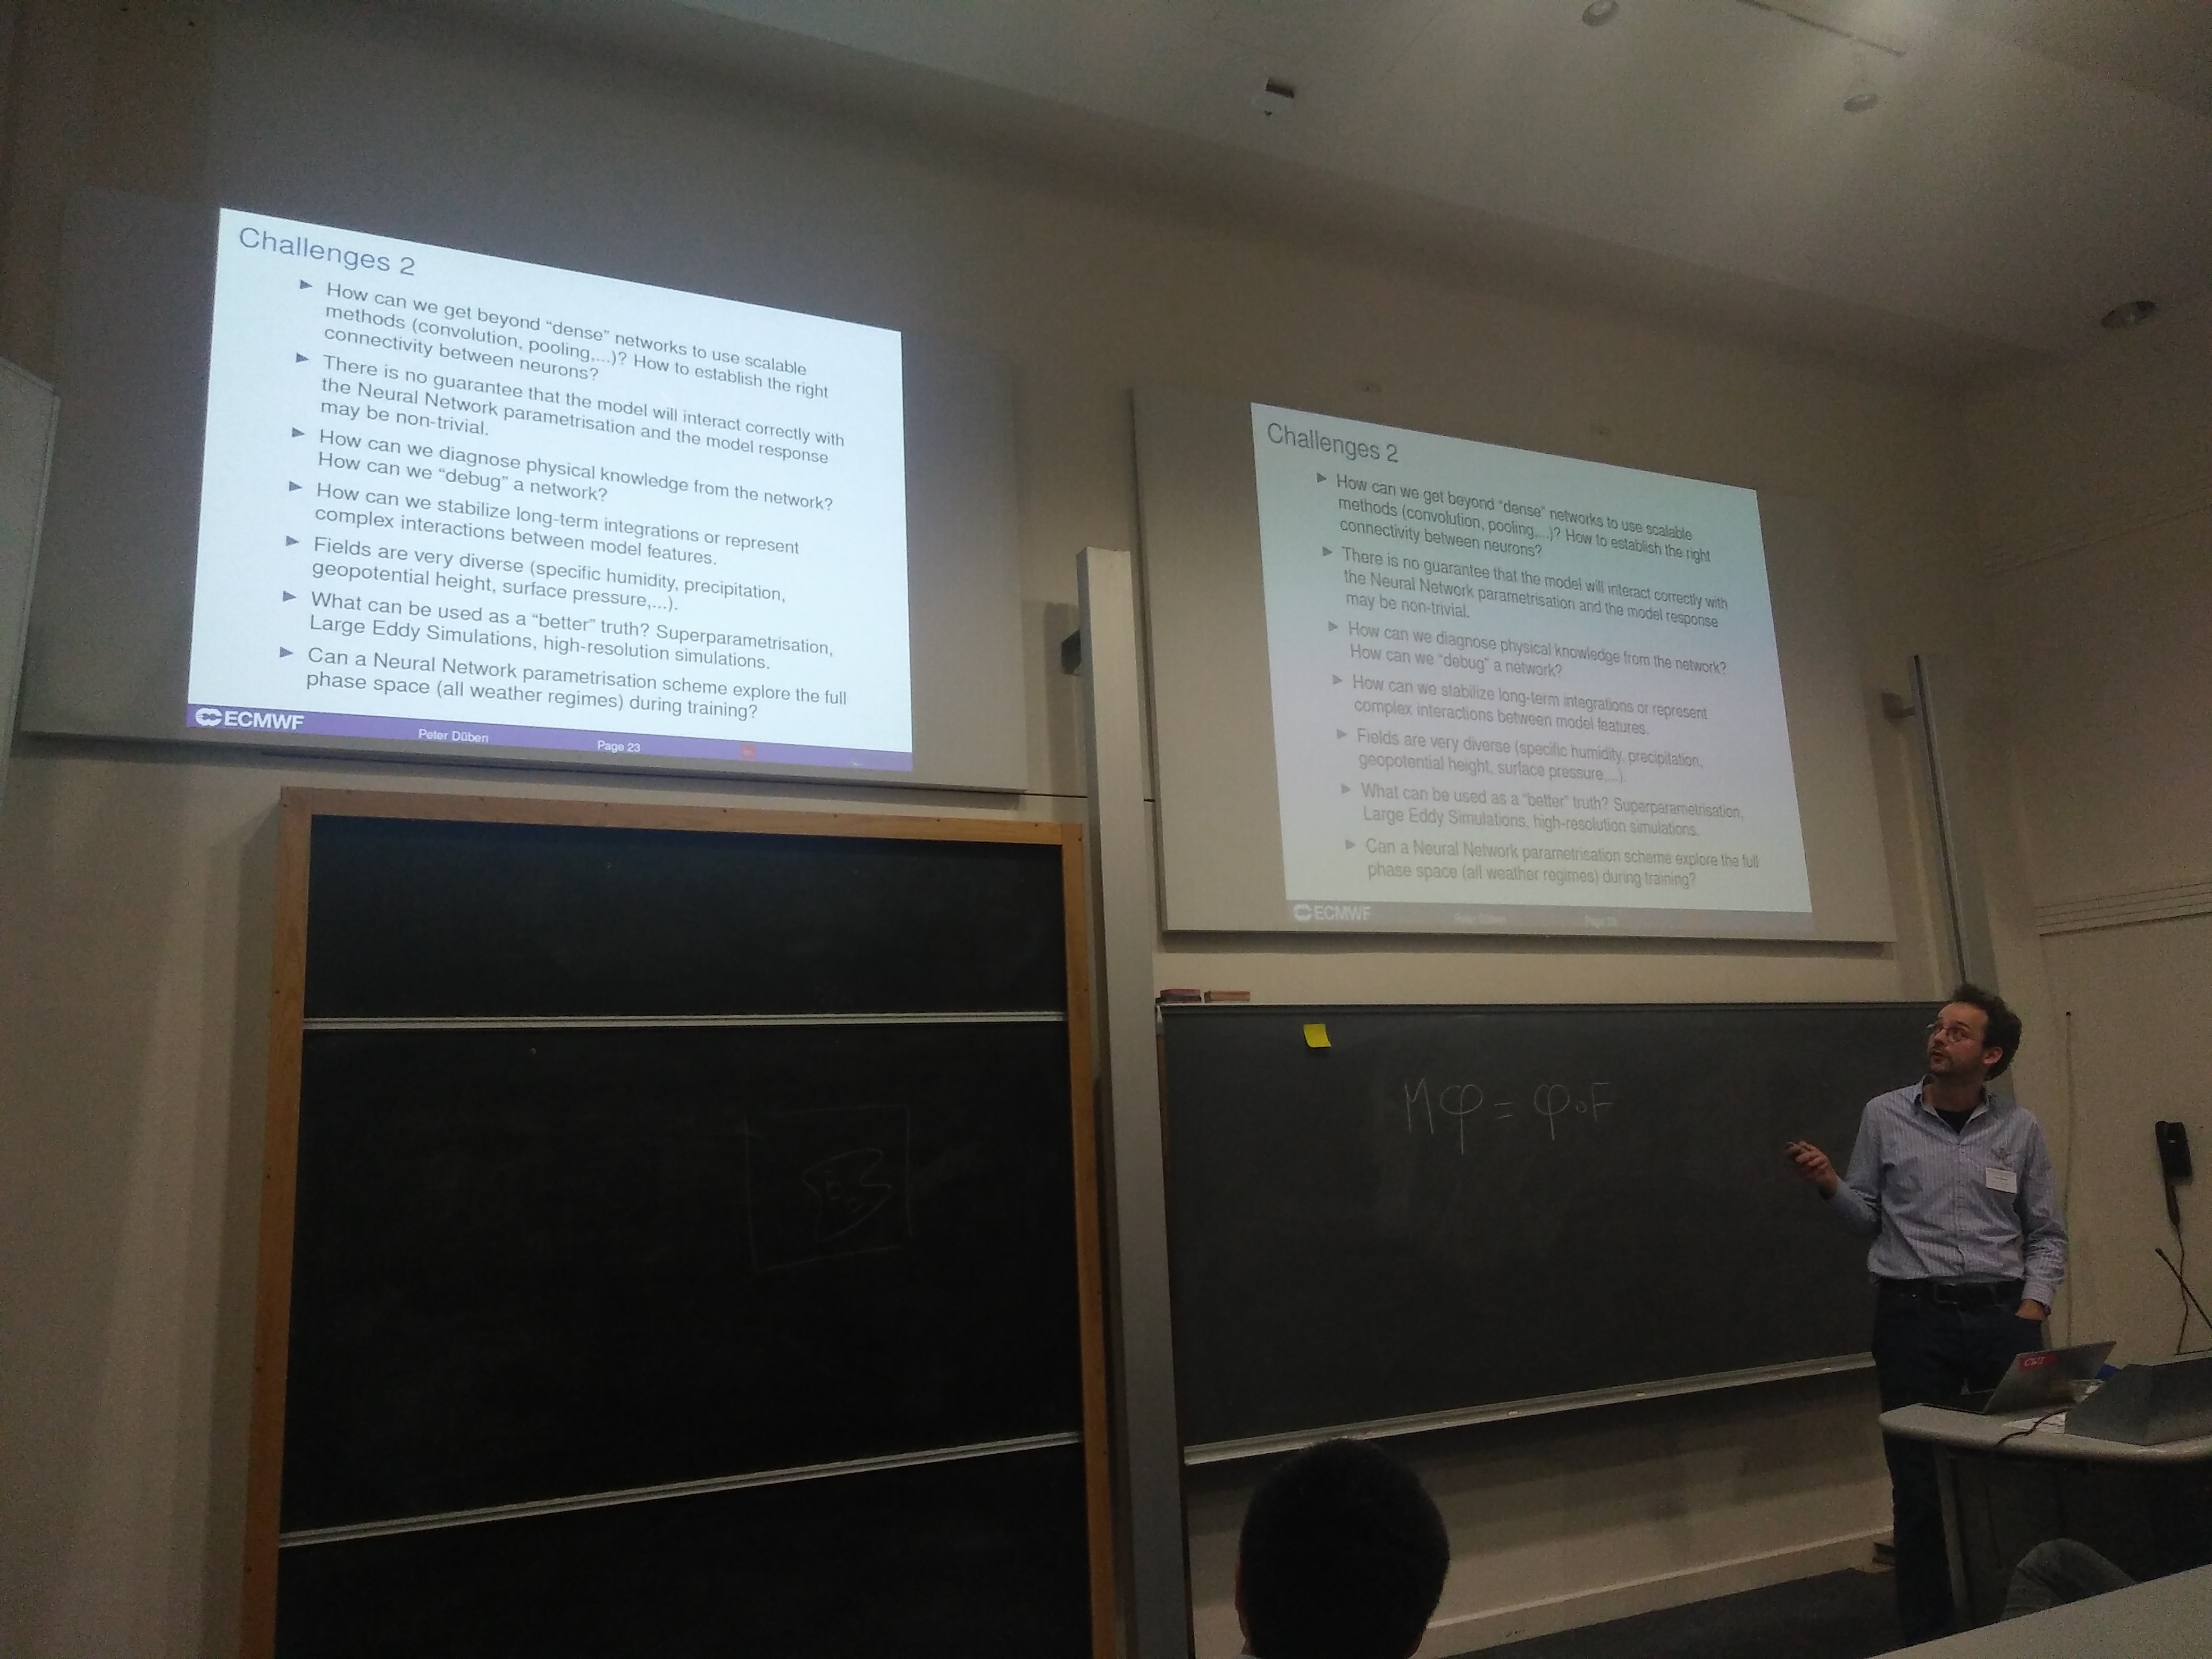 Challenges 2
► How can we get beyond “dense” networks to use scalable
methods (convolution, pooling,...)? How to establish the right
connectivity between neurons?
► There is no guarantee that the model will interact correctly with
the Neural Network parametrisation and the model response
may be non-trivial.
► How can we diagnose physical knowledge from the network?
How can we “debug” a network?
► How can we stabilize long-term integrations or represent
complex interactions between model features.
► Fields are very diverse (specific humidity, precipitation,
geopotential height, surface pressure,...).
► What can be used as a “better” truth? Superparametrisation,
Large Eddy Simulations, high-resolution simulations.
► Can a Neural Network parametrisation scheme explore the full
phase space (all weather regimes) during training?
ECMWF Peter Düben Page 23
Challenges 2
► How can we get beyond “dense” networks to use scalable
methods (convolution, pooling,...)? How to establish the right
connectivity between neurons?
► There is no guarantee that the model will interact correctly with
the Neural Network parametrisation and the model response
may be non-trivial.
► How can we diagnose physical knowledge from the network?
How can we “debug” a network?
► How can we stabilize long-term integrations or represent
complex interactions between model features.
► Fields are very diverse (specific humidity, precipitation,
geopotential height, surface pressure,...).
► What can be used as a “better” truth? Superparametrisation,
Large Eddy Simulations, high-resolution simulations.
► Can a Neural Network parametrisation scheme explore the full
phase space (all weather regimes) during training?
ECMWF Peter Düben Page 23
Mφ = φ∘F
CWI